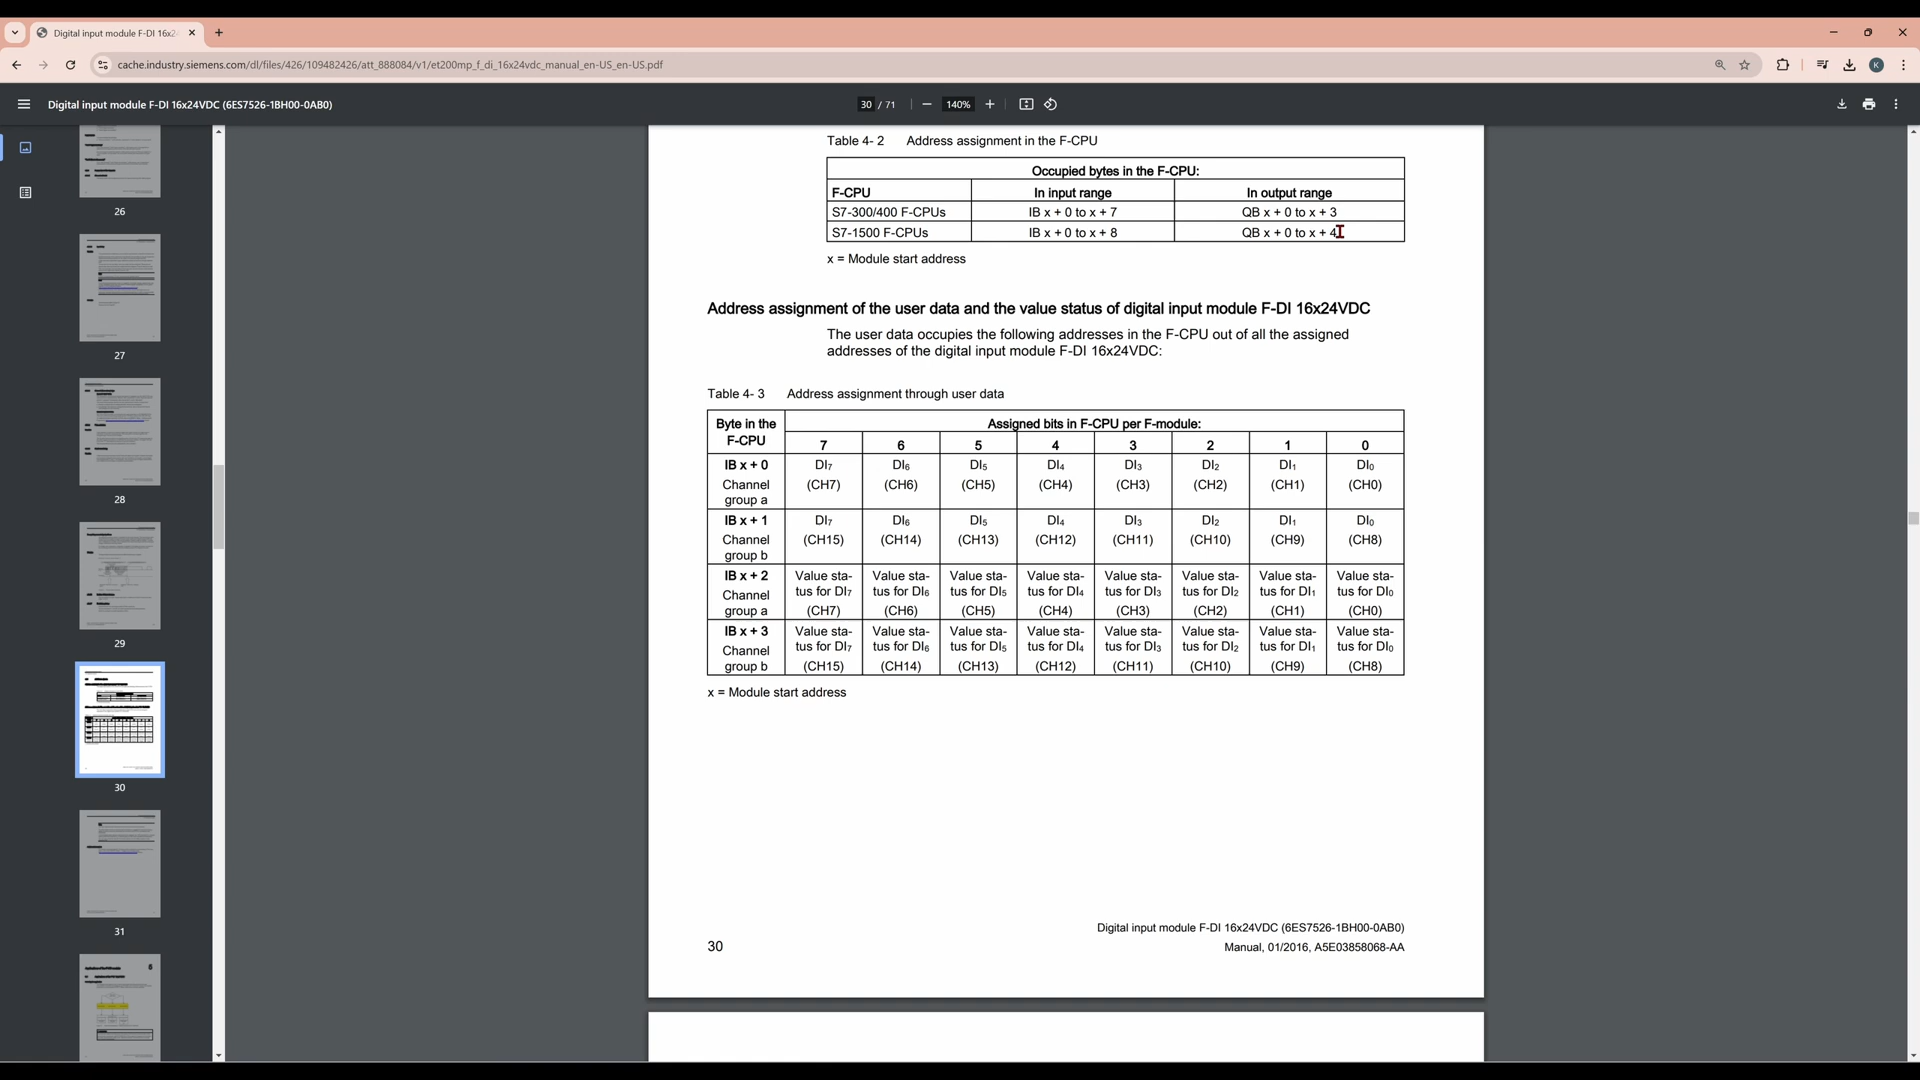 Digital input module F-DI 16x24
cache.industry.siemens.com/dl/files/426/109482426/att_888084/v1/et200mp_f_di_16x24vdc_manual_en-US_en-US.pdf
K
Digital input module F-DI 16x24VDC (6ES7526-1BH00-0AB0)
30 / 71
140%
26
27
28
29
30
31
Table 4- 2 Address assignment in the F-CPU
Occupied bytes in the F-CPU:
F-CPU In input range In output range
S7-300/400 F-CPUs IB x + 0 to x + 7 QB x + 0 to x + 3
S7-1500 F-CPUs IB x + 0 to x + 8 QB x + 0 to x + 4
x = Module start address
Address assignment of the user data and the value status of digital input module F-DI 16x24VDC
The user data occupies the following addresses in the F-CPU out of all the assigned
addresses of the digital input module F-DI 16x24VDC:
Table 4- 3 Address assignment through user data
Byte in the Assigned bits in F-CPU per F-module:
F-CPU 7 6 5 4 3 2 1 0
IB x + 0 DI₇ DI₆ DI₅ DI₄ DI₃ DI₂ DI₁ DI₀
Channel (CH7) (CH6) (CH5) (CH4) (CH3) (CH2) (CH1) (CH0)
group a
IB x + 1 DI₇ DI₆ DI₅ DI₄ DI₃ DI₂ DI₁ DI₀
Channel (CH15) (CH14) (CH13) (CH12) (CH11) (CH10) (CH9) (CH8)
group b
IB x + 2 Value sta- Value sta- Value sta- Value sta- Value sta- Value sta- Value sta- Value sta-
Channel tus for DI₇ tus for DI₆ tus for DI₅ tus for DI₄ tus for DI₃ tus for DI₂ tus for DI₁ tus for DI₀
group a (CH7) (CH6) (CH5) (CH4) (CH3) (CH2) (CH1) (CH0)
IB x + 3 Value sta- Value sta- Value sta- Value sta- Value sta- Value sta- Value sta- Value sta-
Channel tus for DI₇ tus for DI₆ tus for DI₅ tus for DI₄ tus for DI₃ tus for DI₂ tus for DI₁ tus for DI₀
group b (CH15) (CH14) (CH13) (CH12) (CH11) (CH10) (CH9) (CH8)
x = Module start address
Digital input module F-DI 16x24VDC (6ES7526-1BH00-0AB0)
30 Manual, 01/2016, A5E03858068-AA